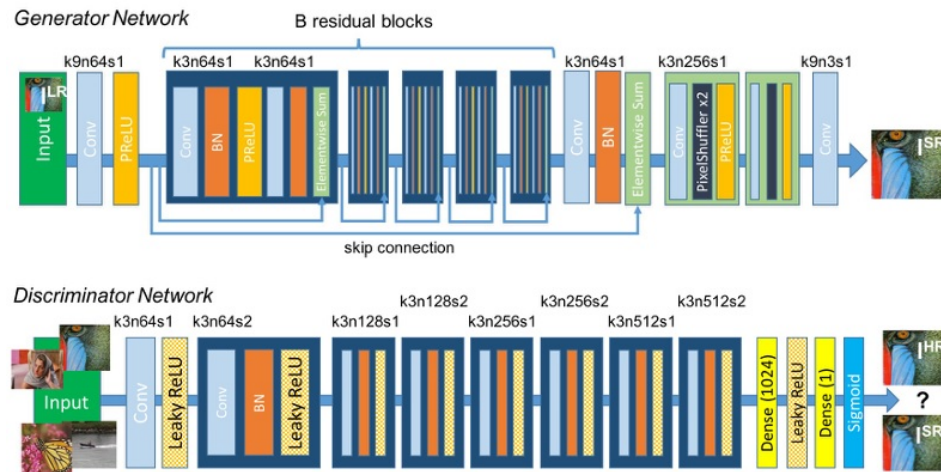 Generator Network
B residual blocks
k9n64s1
k3n64s1
k3n64s1
k3n64s1
k3n256s1
k9n3s1
I LR
Input
Conv
PReLU
Conv
BN
PReLU
Elementwise Sum
Conv
BN
Elementwise Sum
Conv
PixelShuffler x2
PReLU
Conv
I SR
skip connection
Discriminator Network
k3n128s2
k3n256s2
k3n512s2
k3n64s1
k3n64s2
k3n128s1
k3n256s1
k3n512s1
Input
Conv
Leaky ReLU
Conv
BN
Leaky ReLU
Dense (1024)
Leaky ReLU
Dense (1)
Sigmoid
I HR
?
I SR